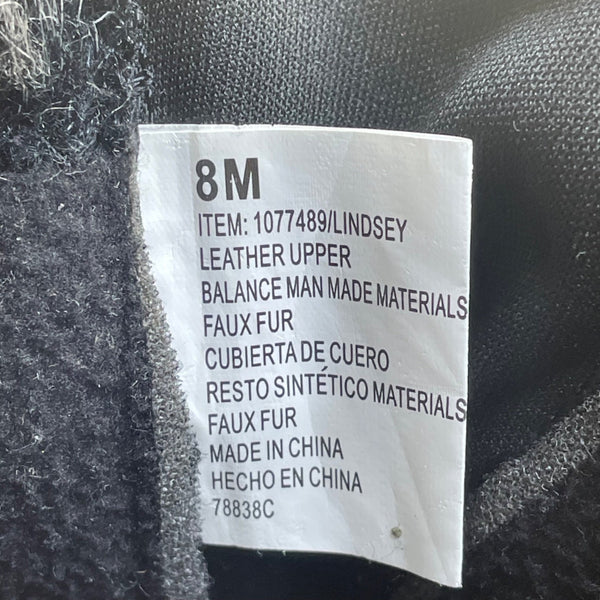 8M
ITEM: 1077489/LINDSEY
LEATHER UPPER
BALANCE MAN MADE MATERIALS
FAUX FUR
CUBIERTA DE CUERO
RESTO SINTÉTICO MATERIALS
FAUX FUR
MADE IN CHINA
HECHO EN CHINA
78838C